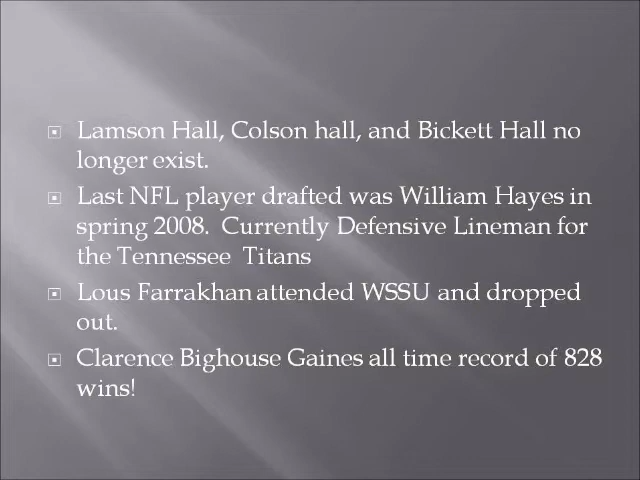 Lamson Hall, Colson hall, and Bickett Hall no
longer exist.
Last NFL player drafted was William Hayes in
spring 2008.  Currently Defensive Lineman for
the Tennessee  Titans
Lous Farrakhan attended WSSU and dropped
out.
Clarence Bighouse Gaines all time record of 828
wins!